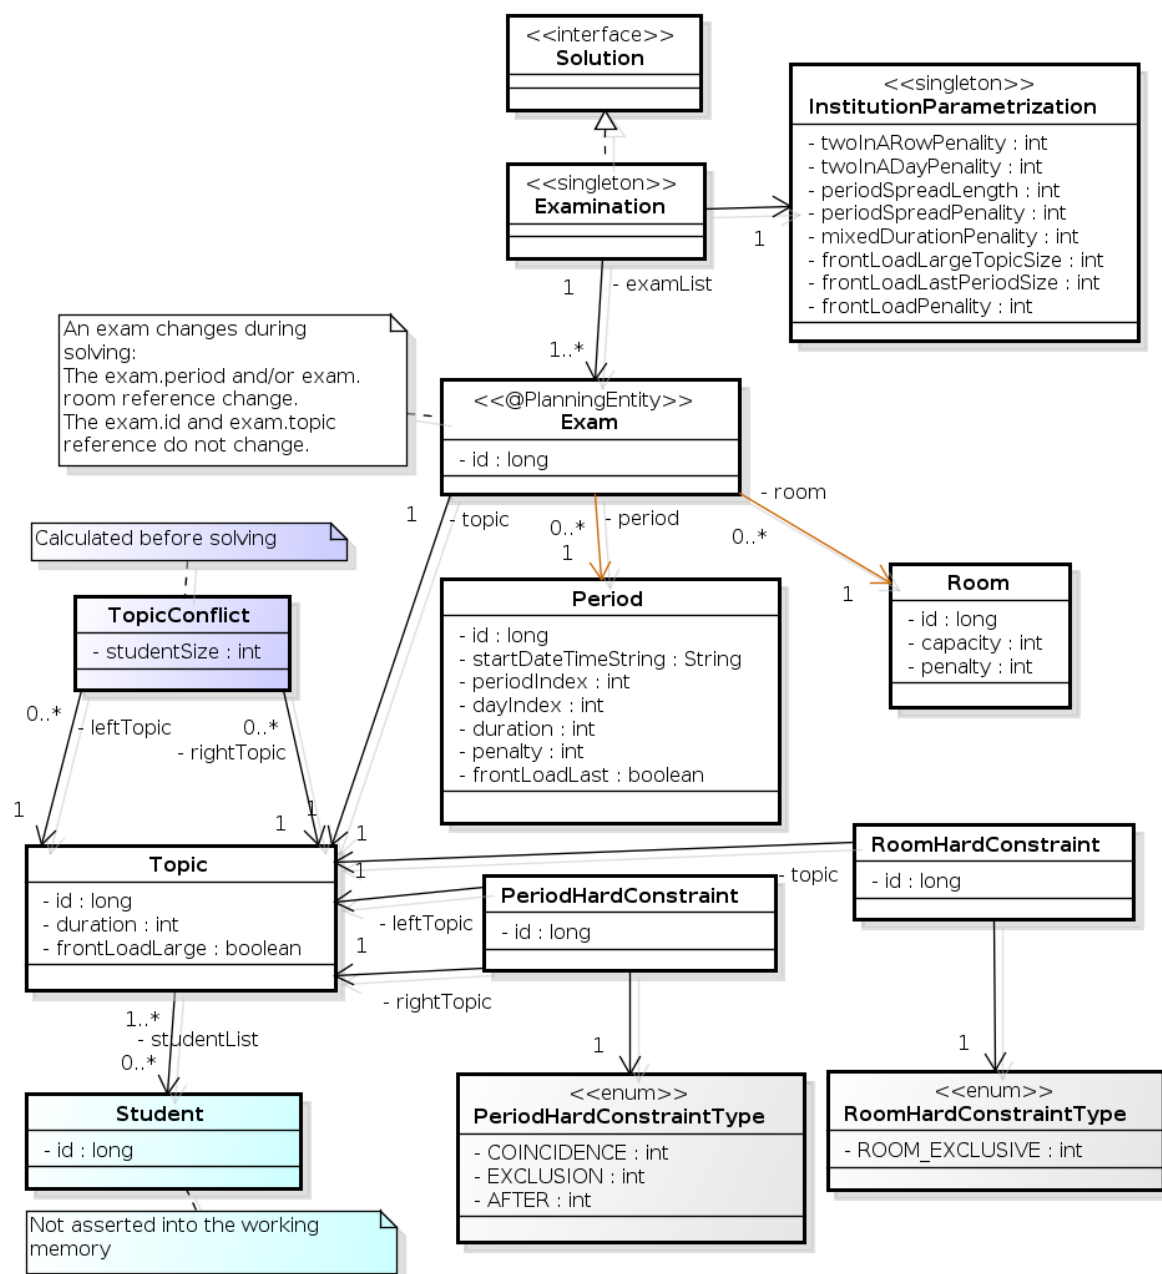 <<interface>>
Solution
<<singleton>>
InstitutionParametrization
- twoInARowPenality : int
- twoInADayPenality : int
- periodSpreadLength : int
- periodSpreadPenality : int
- mixedDurationPenality : int
- frontLoadLargeTopicSize : int
- frontLoadLastPeriodSize : int
- frontLoadPenality : int
<<singleton>>
Examination
1
1
- examList
1..*
An exam changes during
solving:
The exam.period and/or exam.
room reference change.
The exam.id and exam.topic
reference do not change.
<<@PlanningEntity>>
Exam
- id : long
1
- topic
0..*
- period
1
- room
0..*
1
Calculated before solving
TopicConflict
- studentSize : int
0..*
- leftTopic
0..*
- rightTopic
1
1
1
1
Period
- id : long
- startDateTimeString : String
- periodIndex : int
- dayIndex : int
- duration : int
- penalty : int
- frontLoadLast : boolean
Room
- id : long
- capacity : int
- penalty : int
Topic
- id : long
- duration : int
- frontLoadLarge : boolean
1
- leftTopic
1
- rightTopic
- topic
PeriodHardConstraint
- id : long
RoomHardConstraint
- id : long
1..*
- studentList
0..*
1
1
Student
- id : long
Not asserted into the working
memory
<<enum>>
PeriodHardConstraintType
- COINCIDENCE : int
- EXCLUSION : int
- AFTER : int
<<enum>>
RoomHardConstraintType
- ROOM_EXCLUSIVE : int